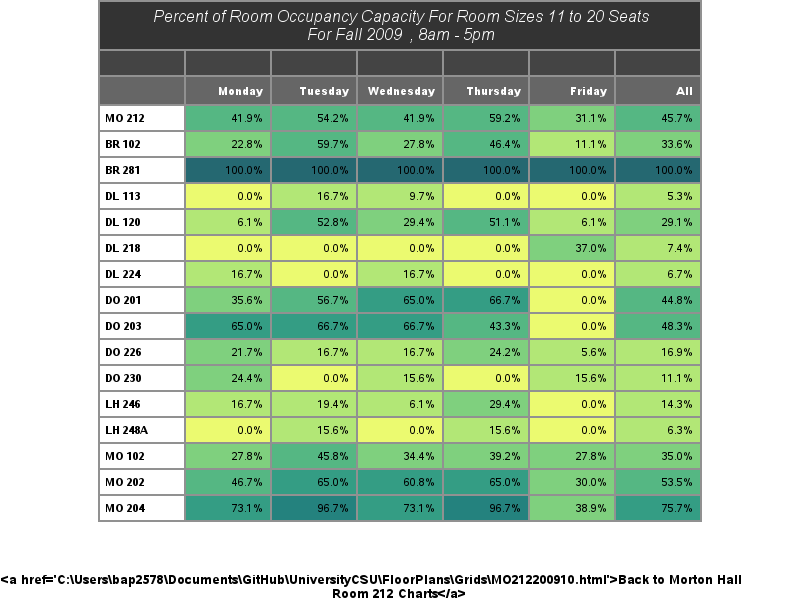 Percent of Room Occupancy Capacity For Room Sizes 11 to 20 Seats
For Fall 2009 , 8am - 5pm
Monday Tuesday Wednesday Thursday Friday All
MO 212 41.9% 54.2% 41.9% 59.2% 31.1% 45.7%
BR 102 22.8% 59.7% 27.8% 46.4% 11.1% 33.6%
BR 281 100.0% 100.0% 100.0% 100.0% 100.0% 100.0%
DL 113 0.0% 16.7% 9.7% 0.0% 0.0% 5.3%
DL 120 6.1% 52.8% 29.4% 51.1% 6.1% 29.1%
DL 218 0.0% 0.0% 0.0% 0.0% 37.0% 7.4%
DL 224 16.7% 0.0% 16.7% 0.0% 0.0% 6.7%
DO 201 35.6% 56.7% 65.0% 66.7% 0.0% 44.8%
DO 203 65.0% 66.7% 66.7% 43.3% 0.0% 48.3%
DO 226 21.7% 16.7% 16.7% 24.2% 5.6% 16.9%
DO 230 24.4% 0.0% 15.6% 0.0% 15.6% 11.1%
LH 246 16.7% 19.4% 6.1% 29.4% 0.0% 14.3%
LH 248A 0.0% 15.6% 0.0% 15.6% 0.0% 6.3%
MO 102 27.8% 45.8% 34.4% 39.2% 27.8% 35.0%
MO 202 46.7% 65.0% 60.8% 65.0% 30.0% 53.5%
MO 204 73.1% 96.7% 73.1% 96.7% 38.9% 75.7%
<a href='C:\Users\bap2578\Documents\GitHub\UniversityCSU\FloorPlans\Grids\MO212200910.html'>Back to Morton Hall
Room 212 Charts</a>